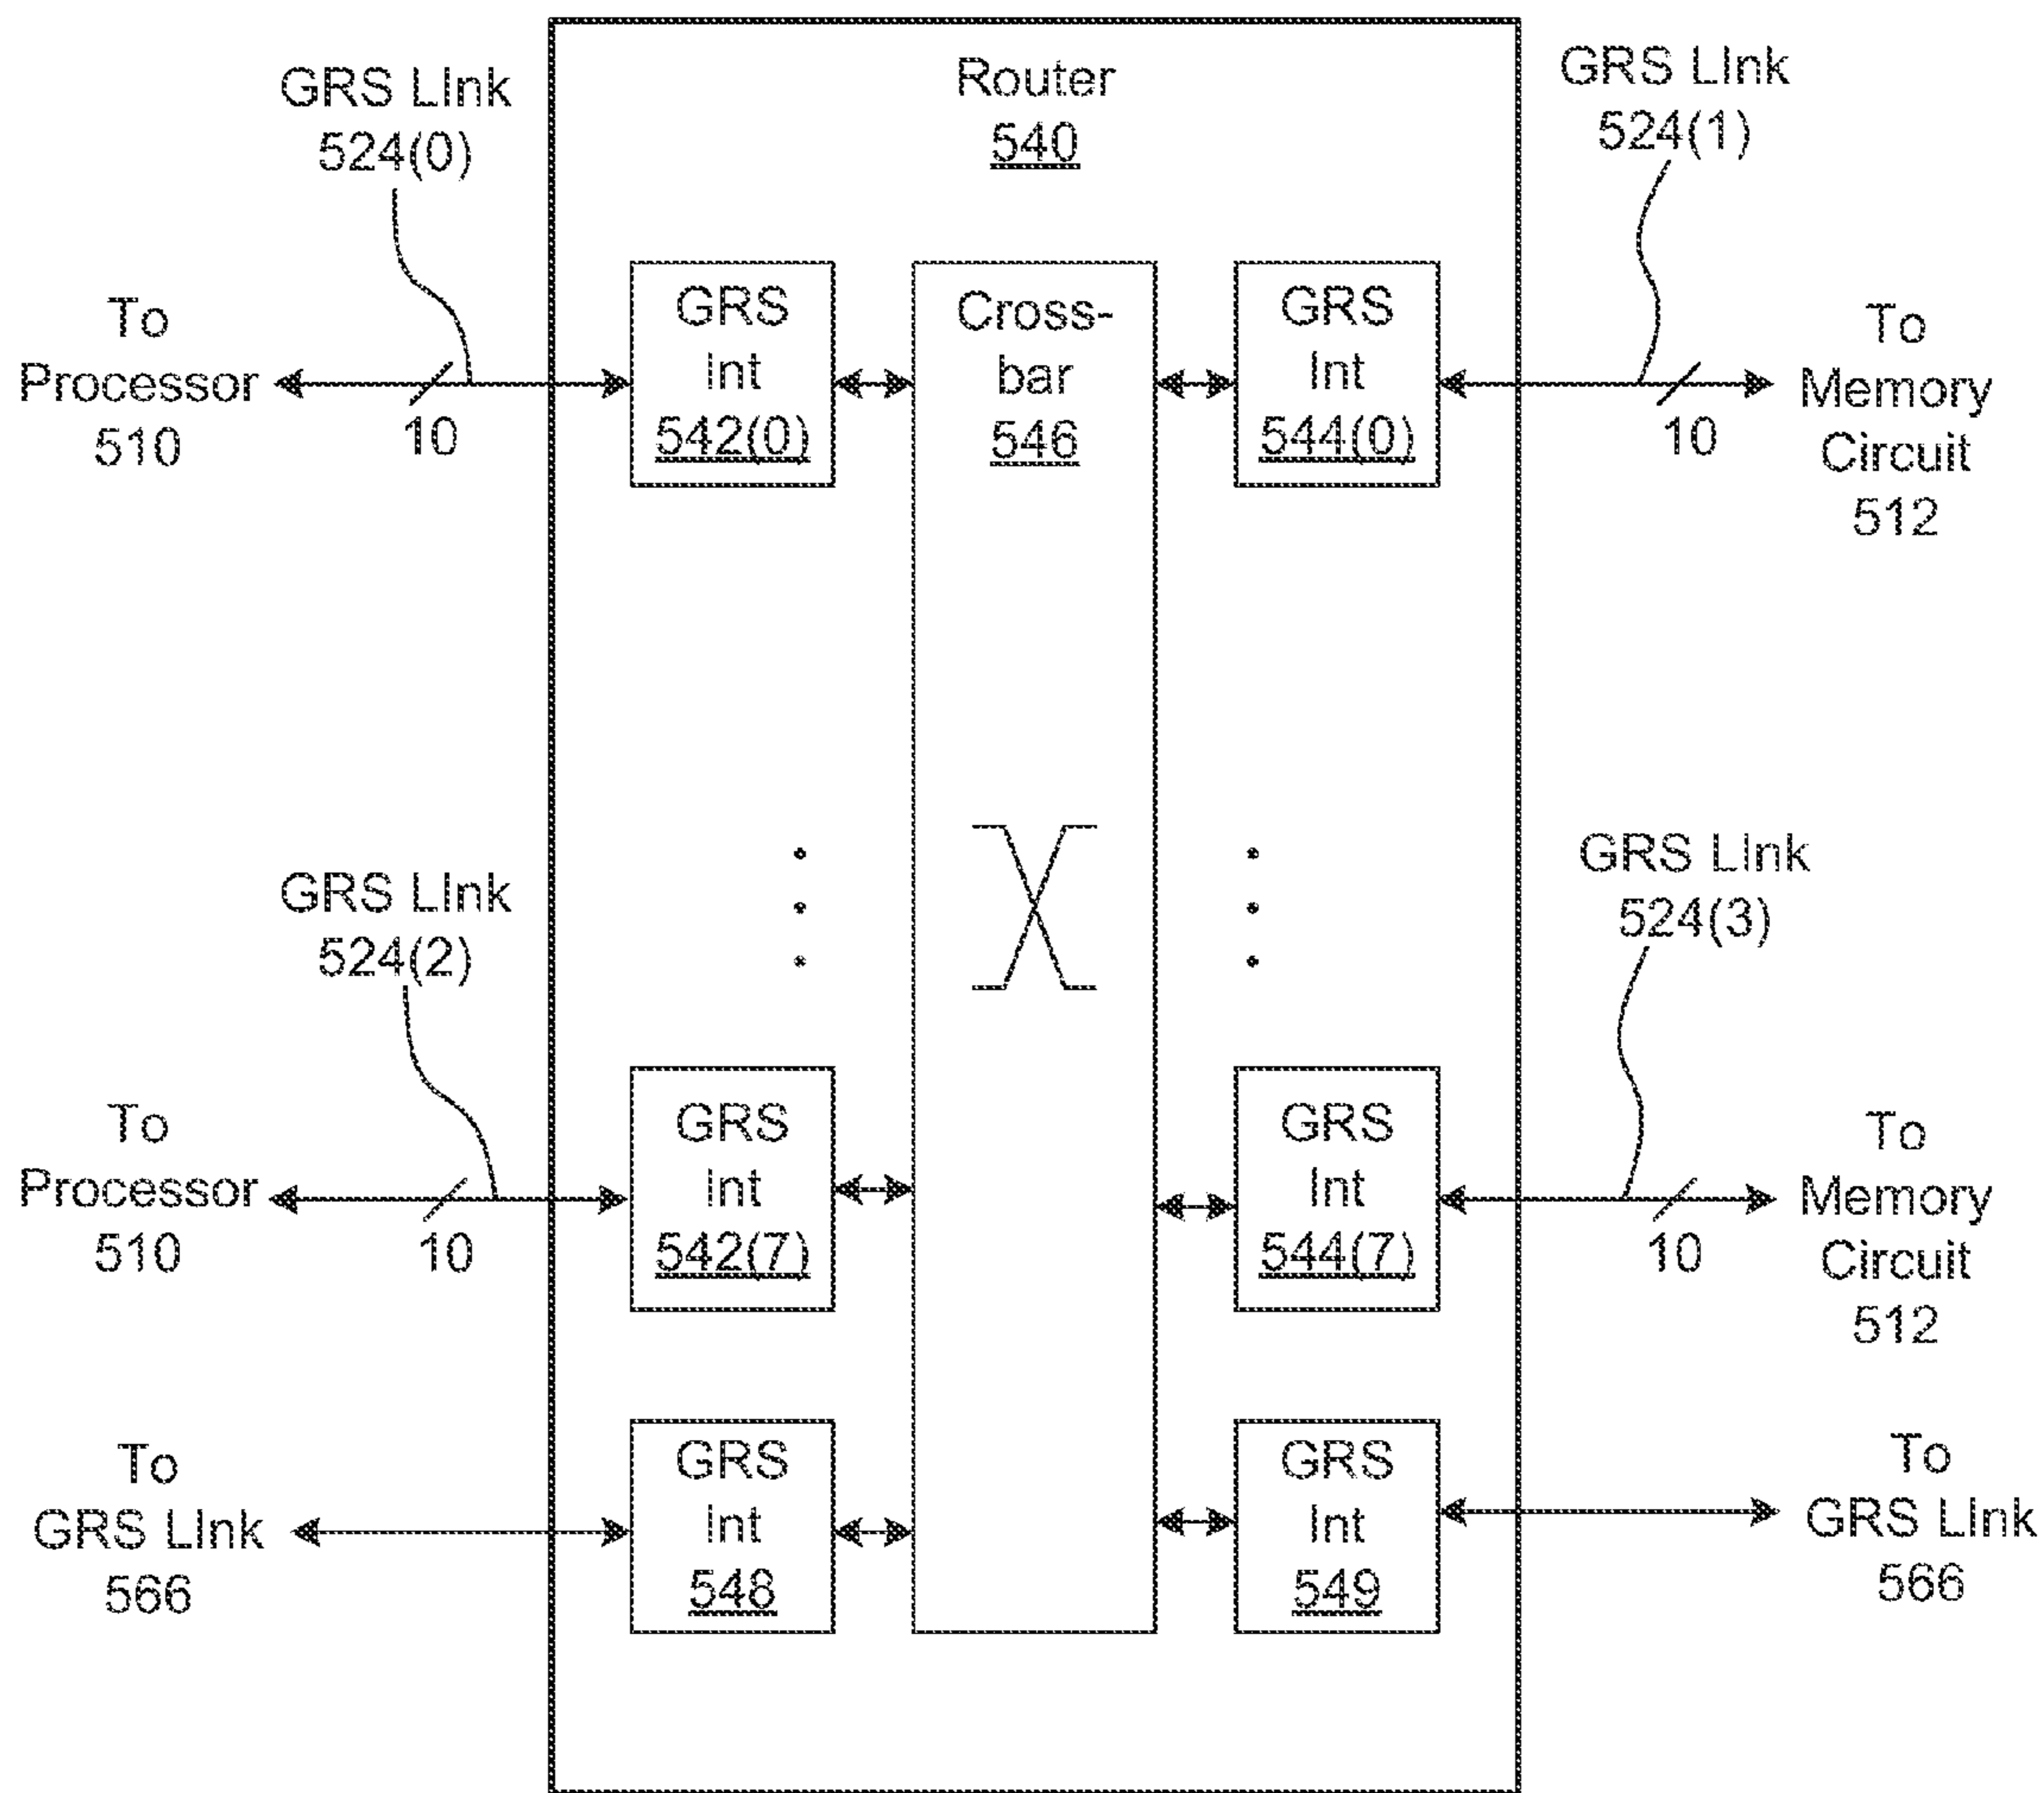 Router
540
GRS LInk
524(0)
GRS LInk
524(1)
To
Processor
510
10
GRS
Int
542(0)
Cross-
bar
546
GRS
Int
544(0)
10
To
Memory
Circuit
512
GRS LInk
524(2)
GRS LInk
524(3)
To
Processor
510
10
GRS
Int
542(7)
GRS
Int
544(7)
10
To
Memory
Circuit
512
To
GRS LInk
566
GRS
Int
548
GRS
Int
549
To
GRS LInk
566